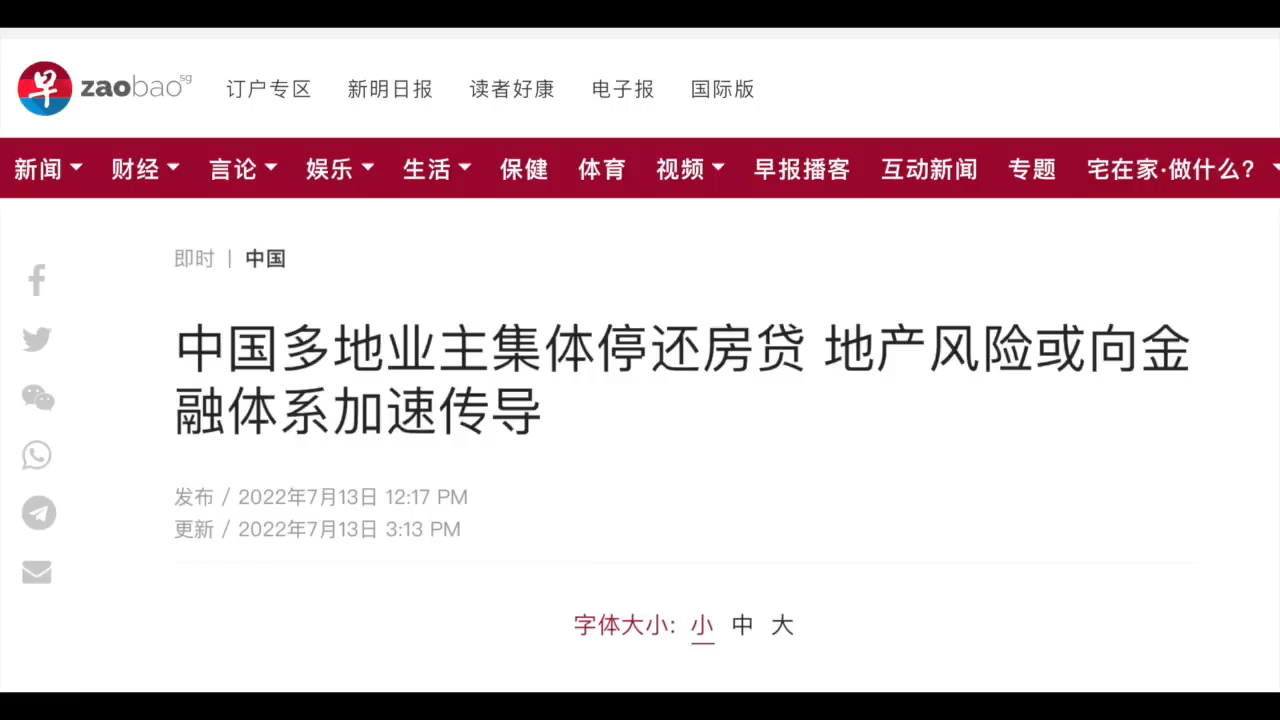 早 zaobao sg 订户专区 新明日报 读者好康 电子报 国际版
新闻 财经 言论 娱乐 生活 保健 体育 视频 早报播客 互动新闻 专题 宅在家·做什么?
即时 | 中国
中国多地业主集体停还房贷 地产风险或向金
融体系加速传导
发布 / 2022年7月13日 12:17 PM
更新 / 2022年7月13日 3:13 PM
字体大小: 小 中 大